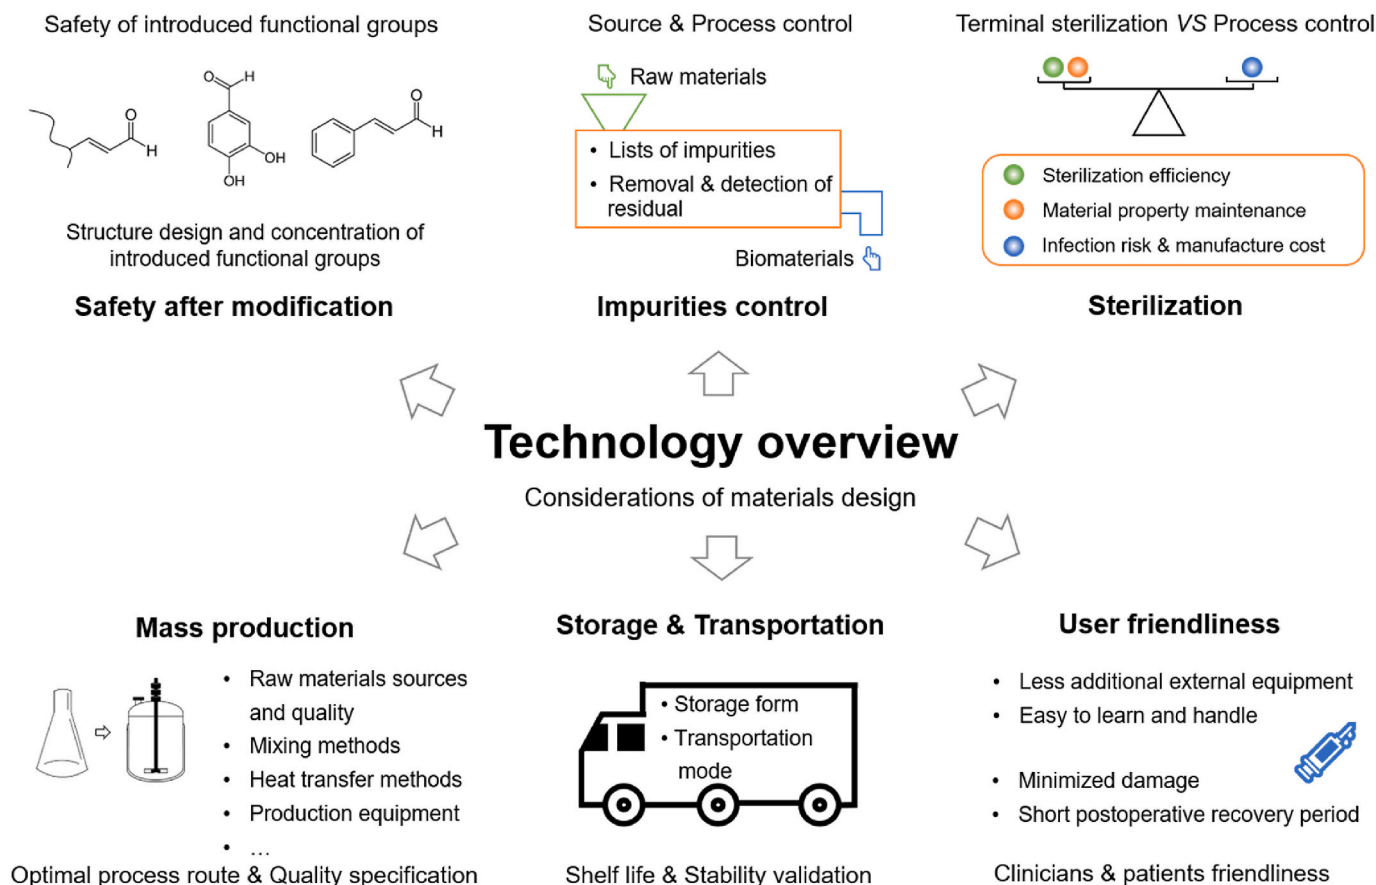 Safety of introduced functional groups
O
H
OH
OH
O
H
O
H
Structure design and concentration of
introduced functional groups
Safety after modification
Source & Process control
Raw materials
• Lists of impurities
• Removal & detection of
residual
Biomaterials
Impurities control
Terminal sterilization VS Process control
Sterilization efficiency
Material property maintenance
Infection risk & manufacture cost
Sterilization
Technology overview
Considerations of materials design
Mass production
• Raw materials sources
and quality
• Mixing methods
• Heat transfer methods
• Production equipment
• ...
Optimal process route & Quality specification
Storage & Transportation
• Storage form
• Transportation
mode
Shelf life & Stability validation
User friendliness
• Less additional external equipment
• Easy to learn and handle
• Minimized damage
• Short postoperative recovery period
Clinicians & patients friendliness